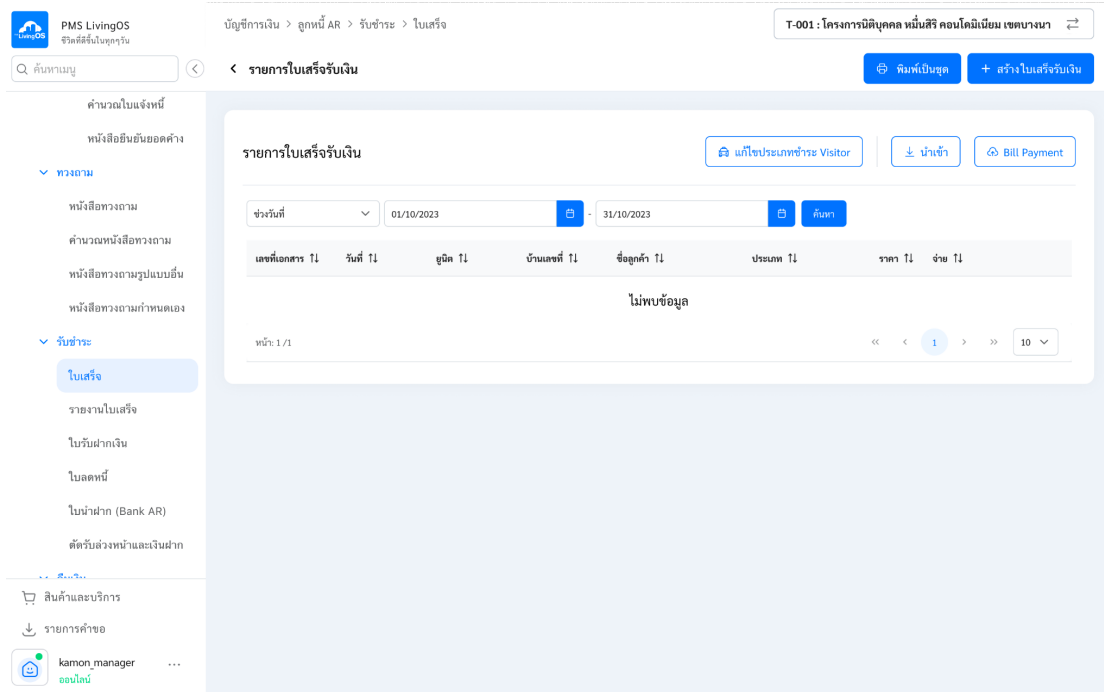 LivingOS
PMS LivingOS
ชีวิตที่ดีขึ้นในทุกๆวัน
ค้นหาเมนู
คำนวณใบแจ้งหนี้
หนังสือยืนยันยอดค้าง
ทวงถาม
หนังสือทวงถาม
คำนวณหนังสือทวงถาม
หนังสือทวงถามรูปแบบอื่น
หนังสือทวงถามกำหนดเอง
รับชำระ
ใบเสร็จ
รายงานใบเสร็จ
ใบรับฝากเงิน
ใบลดหนี้
ใบนำฝาก (Bank AR)
ตัดรับล่วงหน้าและเงินฝาก
สินค้าและบริการ
รายการคำขอ
kamon_manager
ออนไลน์
บัญชีการเงิน > ลูกหนี้ AR > รับชำระ > ใบเสร็จ
T-001 : โครงการนิติบุคคล หมื่นสิริ คอนโดมิเนียม เขตบางนา
รายการใบเสร็จรับเงิน
พิมพ์เป็นชุด
+ สร้างใบเสร็จรับเงิน
รายการใบเสร็จรับเงิน
แก้ไขประเภทชำระ Visitor
นำเข้า
Bill Payment
ช่วงวันที่ 01/10/2023 - 31/10/2023 ค้นหา
เลขที่เอกสาร วันที่ ยูนิต บ้านเลขที่ ชื่อลูกค้า ประเภท ราคา จ่าย
ไม่พบข้อมูล
หน้า: 1 /1
« < 1 > » 10